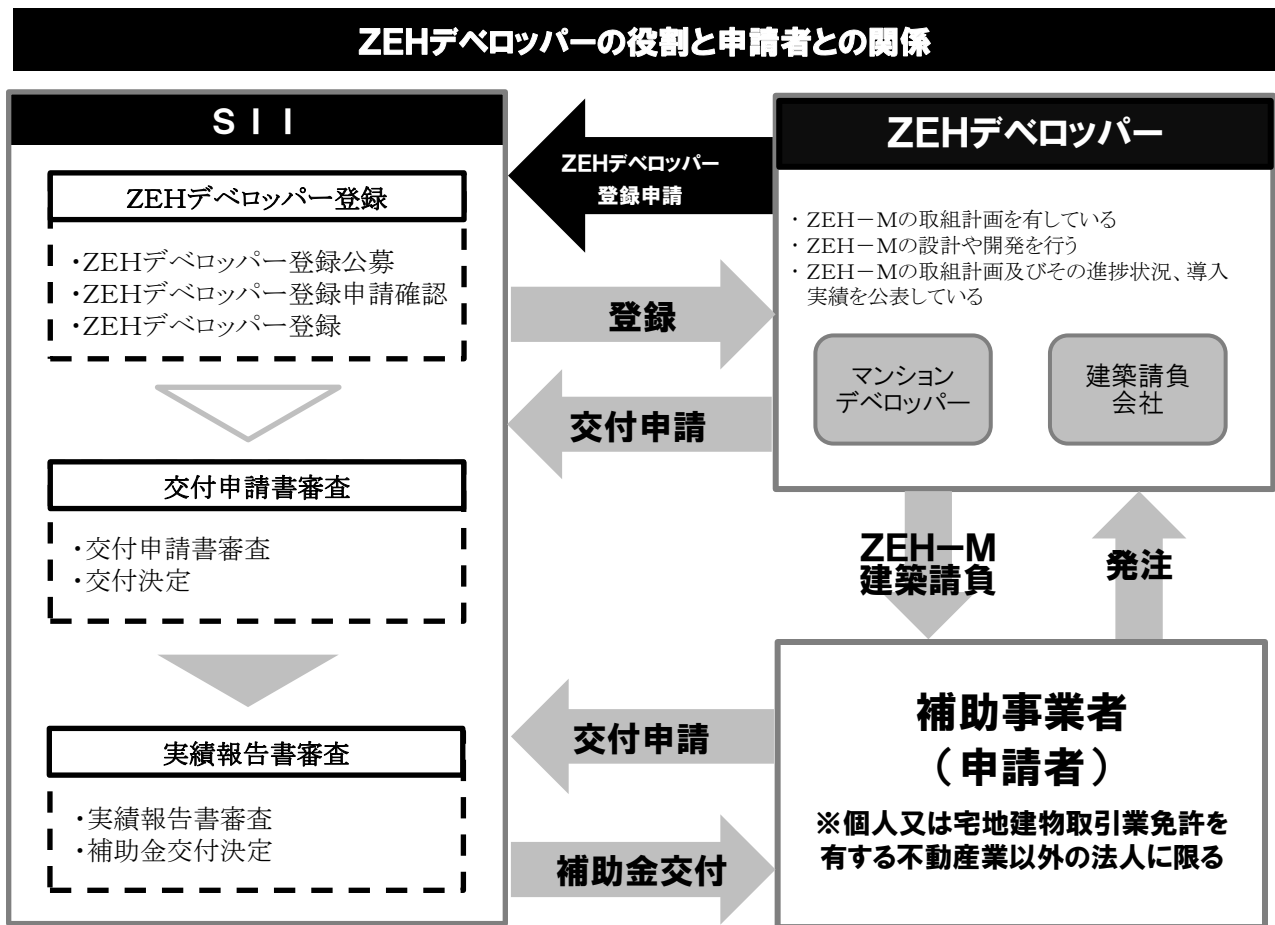 ZEHデベロッパーの役割と申請者との関係
ＳＩＩ
ZEHデベロッパー登録
・ZEHデベロッパー登録公募
・ZEHデベロッパー登録申請確認
・ZEHデベロッパー登録
交付申請書審査
・交付申請書審査
・交付決定
実績報告書審査
・実績報告書審査
・補助金交付決定
ZEHデベロッパー
登録申請
登録
交付申請
ZEHデベロッパー
・ZEH－Mの取組計画を有している
・ZEH－Mの設計や開発を行う
・ZEH－Mの取組計画及びその進捗状況、導入
実績を公表している
マンション
デベロッパー
建築請負
会社
ZEH－M
建築請負
発注
交付申請
補助金交付
補助事業者
（申請者）
※個人又は宅地建物取引業免許を
有する不動産業以外の法人に限る